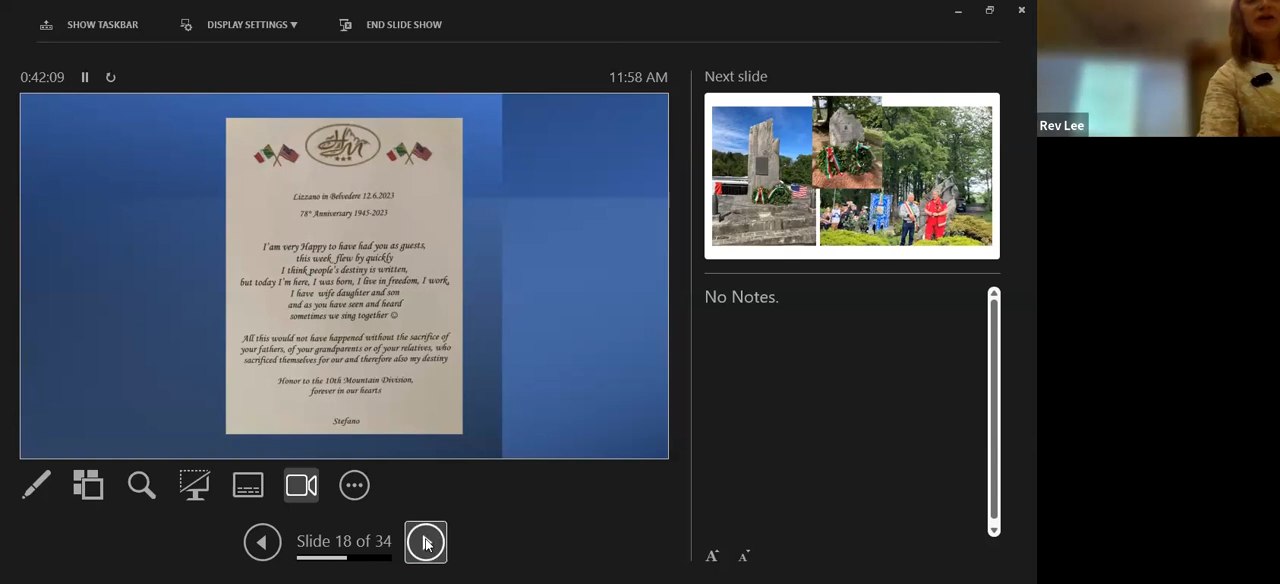 SHOW TASKBAR
DISPLAY SETTINGS ▼
END SLIDE SHOW
0:42:09
11:58 AM
Next slide
Rev Lee
HM
Lizzano in Belvedere 12.6.2023
78° Anniversary 1945-2023
I'am very Happy to have had you as guests,
this week flew by quickly
I think people's destiny is written,
but today I'm here, I was born, I live in freedom, I work,
I have wife daughter and son
and as you have seen and heard
sometimes we sing together ☺
All this would not have happened without the sacrifice of
your fathers, of your grandparents or of your relatives, who
sacrificed themselves for our and therefore also my destiny
Honor to the 10th Mountain Division,
forever in our hearts
Stefano
No Notes.
Slide 18 of 34
A
A